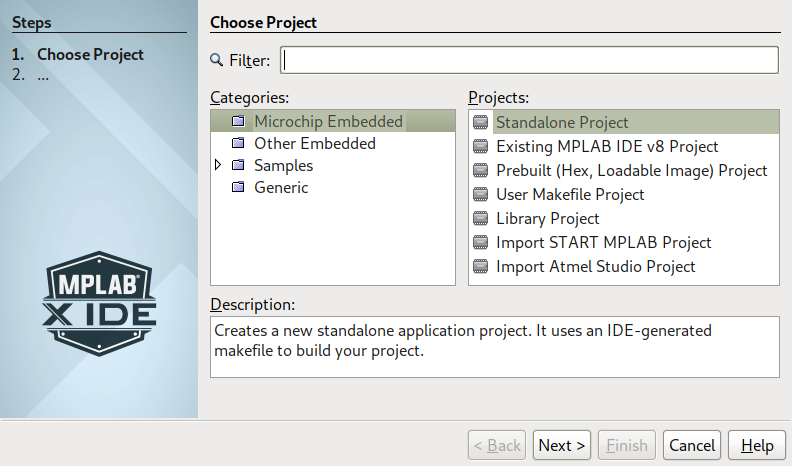 Steps
1. Choose Project
2. ...
MPLAB®
X IDE
Choose Project
Filter:
Categories:
Microchip Embedded
Other Embedded
Samples
Generic
Projects:
Standalone Project
Existing MPLAB IDE v8 Project
Prebuilt (Hex, Loadable Image) Project
User Makefile Project
Library Project
Import START MPLAB Project
Import Atmel Studio Project
Description:
Creates a new standalone application project. It uses an IDE-generated
makefile to build your project.
< Back
Next >
Finish
Cancel
Help